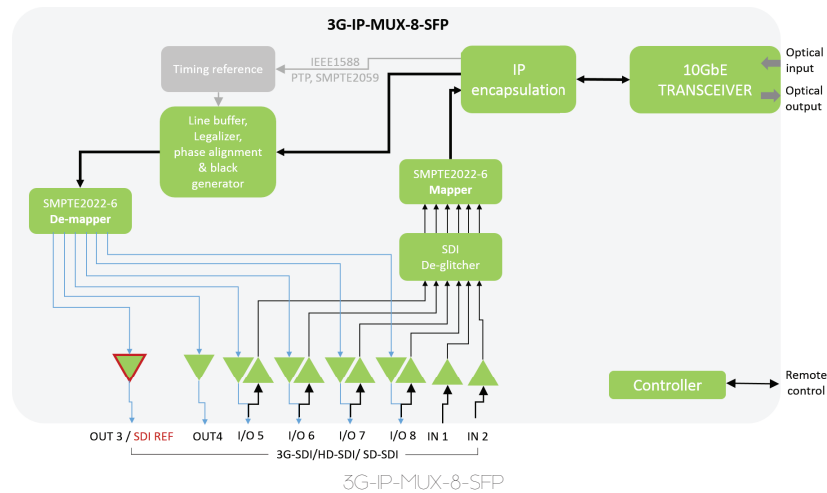 3G-IP-MUX-8-SFP
Timing reference
IEEE1588
PTP, SMPTE2059
IP
encapsulation
10GbE
TRANSCEIVER
Optical
input
Optical
output
Line buffer,
Legalizer,
phase alignment
& black
generator
SMPTE2022-6
Mapper
SMPTE2022-6
De-mapper
SDI
De-glitcher
Controller
Remote
control
OUT 3 / SDI REF
OUT4
I/O 5
I/O 6
I/O 7
I/O 8
IN 1
IN 2
3G-SDI/HD-SDI/ SD-SDI
3G-IP-MUX-8-SFP